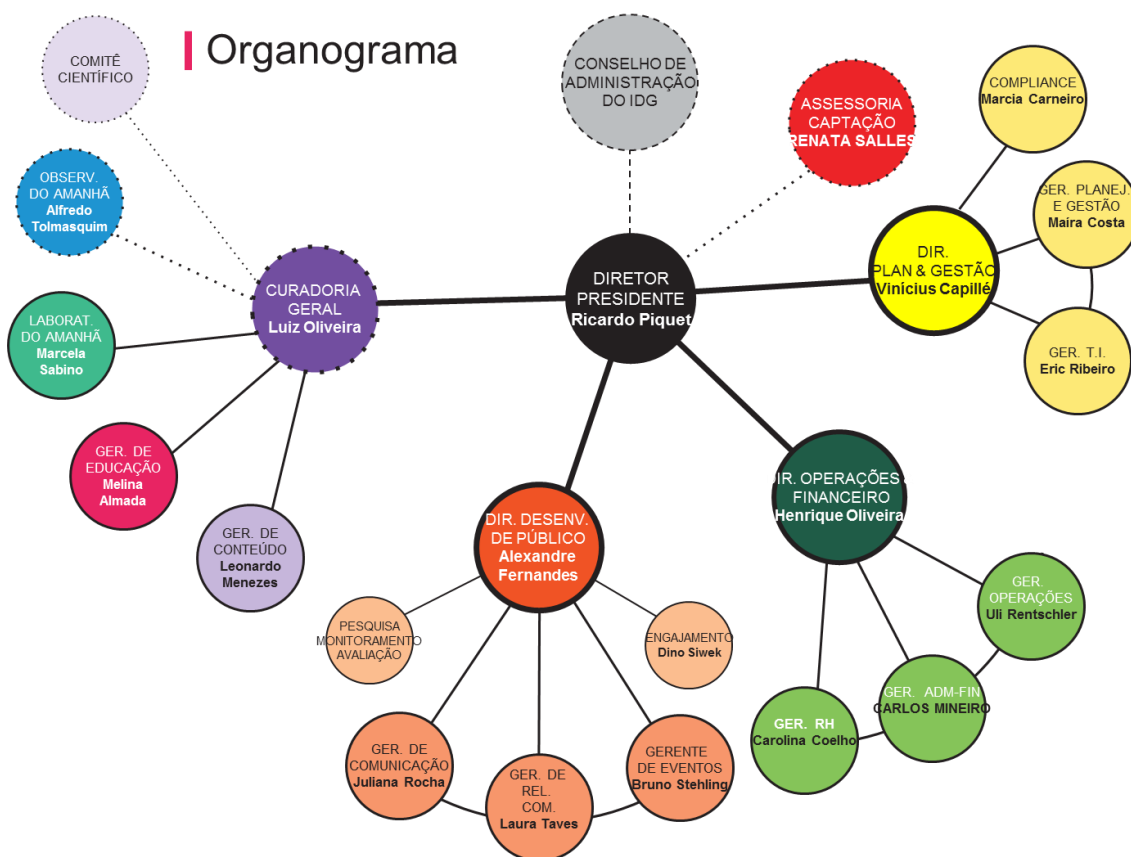 Organograma
COMITÊ
CIENTÍFICO
CONSELHO DE
ADMINISTRAÇÃO
DO IDG
ASSESSORIA
CAPTAÇÃO
RENATA SALLES
COMPLIANCE
Marcia Carneiro
OBSERV.
DO AMANHÃ
Alfredo
Tolmasquim
GER. PLANEJ.
E GESTÃO
Maira Costa
DIR.
PLAN & GESTÃO
Vinícius Capillé
CURADORIA
GERAL
Luiz Oliveira
DIRETOR
PRESIDENTE
Ricardo Piquet
LABORAT.
DO AMANHÃ
Marcela
Sabino
GER. T.I.
Eric Ribeiro
GER. DE
EDUCAÇÃO
Melina
Almada
DIR. OPERAÇÕES
FINANCEIRO
Henrique Oliveira
GER. DE
CONTEÚDO
Leonardo
Menezes
DIR. DESENV.
DE PÚBLICO
Alexandre
Fernandes
GER.
OPERAÇÕES
Uli Rentschler
PESQUISA
MONITORAMENTO
AVALIAÇÃO
ENGAJAMENTO
Dino Siwek
GER. ADM-FIN
CARLOS MINEIRO
GER. RH
Carolina Coelho
GER. DE
COMUNICAÇÃO
Juliana Rocha
GER. DE
REL.
COM.
Laura Taves
GERENTE
DE EVENTOS
Bruno Stehling